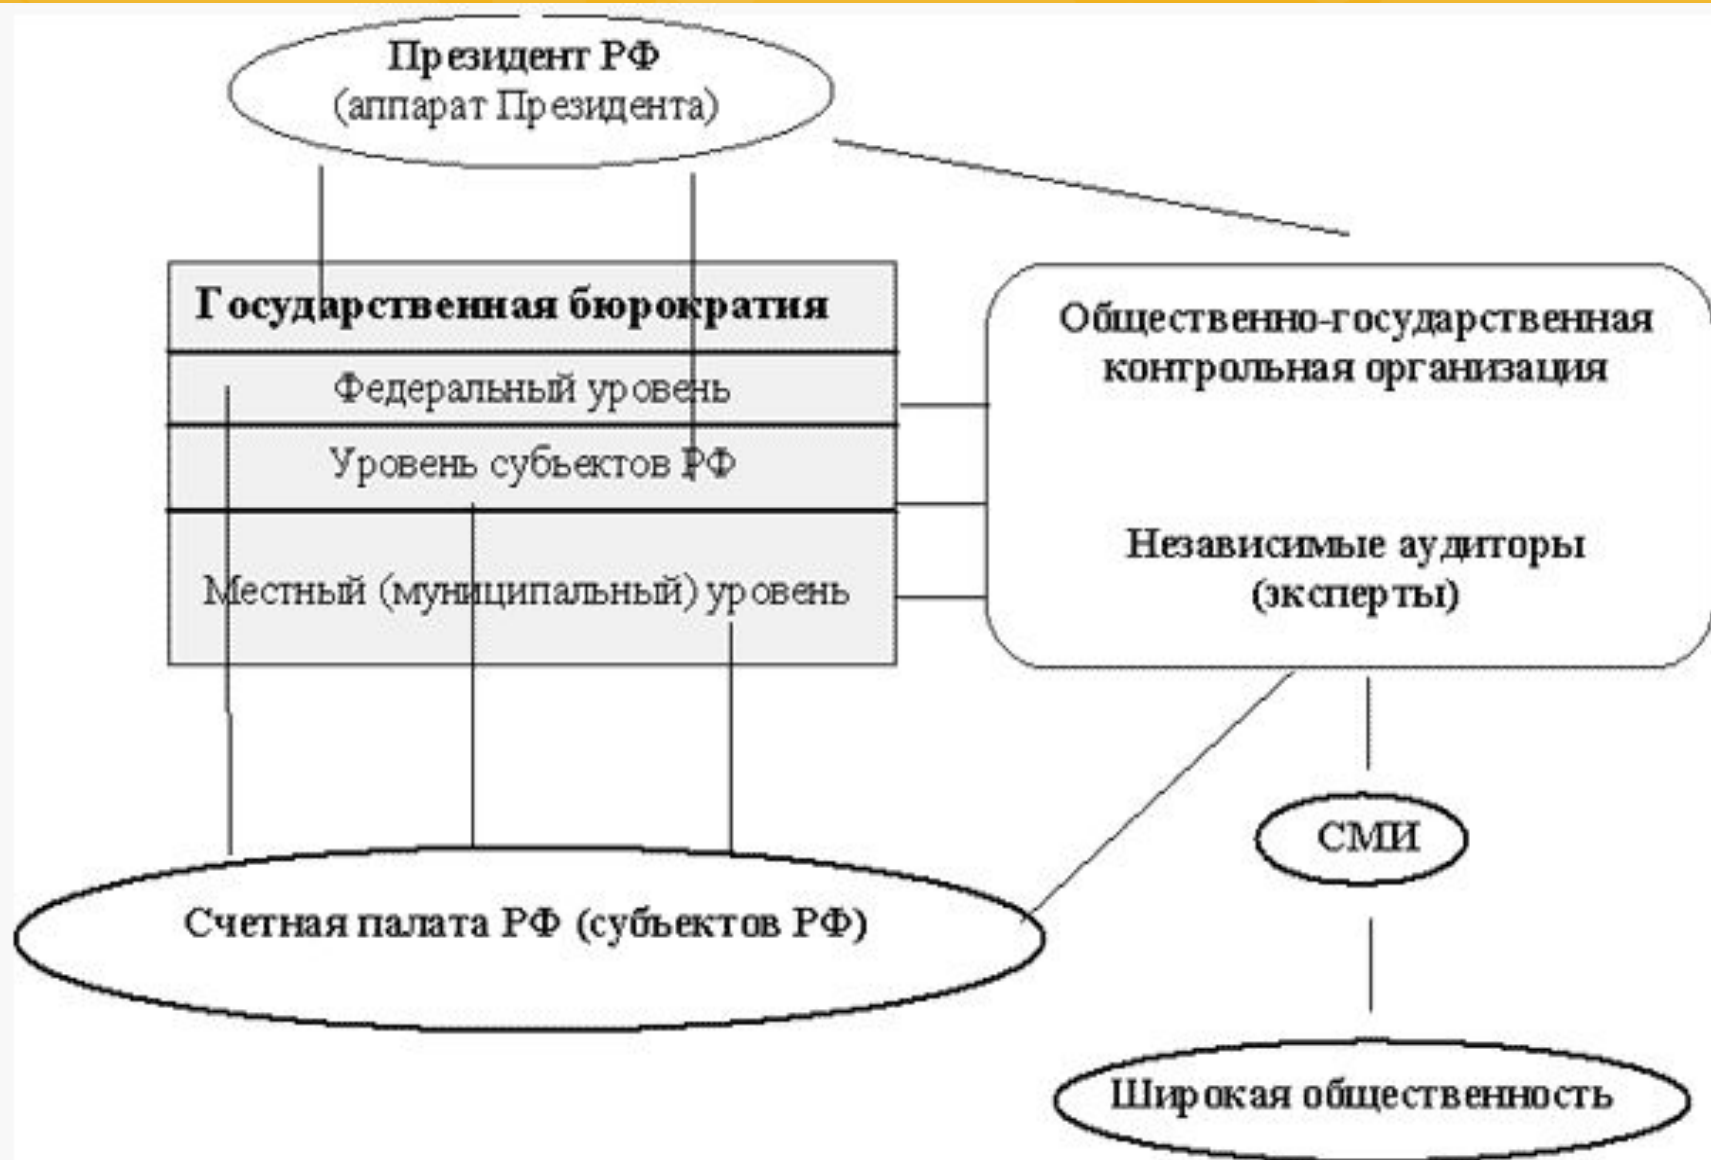 Президент РФ
(аппарат Президента)
Государственная бюрократия
Федеральный уровень
Уровень субъектов РФ
Местный (муниципальный) уровень
Общественно-государственная
контрольная организация
Независимые аудиторы
(эксперты)
СМИ
Счетная палата РФ (субъектов РФ)
Широкая общественность